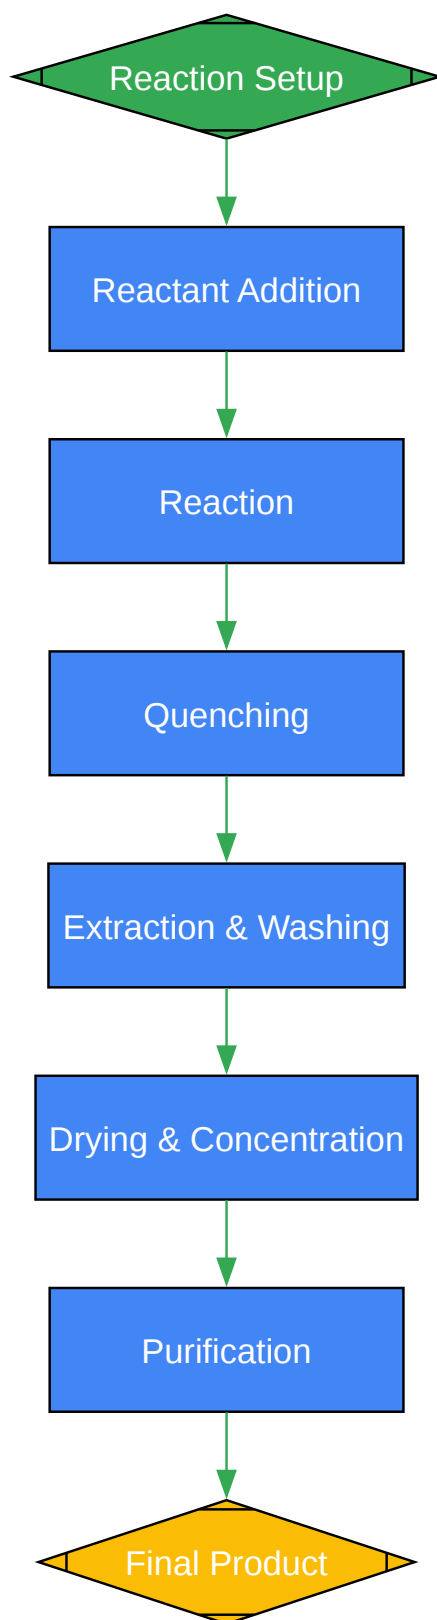 Reaction Setup
Reactant Addition
Reaction
Quenching
Extraction & Washing
Drying & Concentration
Purification
Final Product